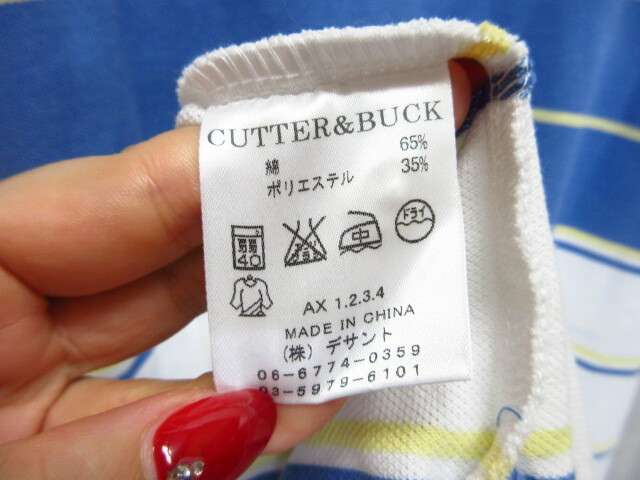 CUTTER&BUCK
綿 65%
ポリエステル 35%
40
中
ドライ
AX 1.2.3.4
MADE IN CHINA
(株) デサント
06-6774-0359
03-5979-6101